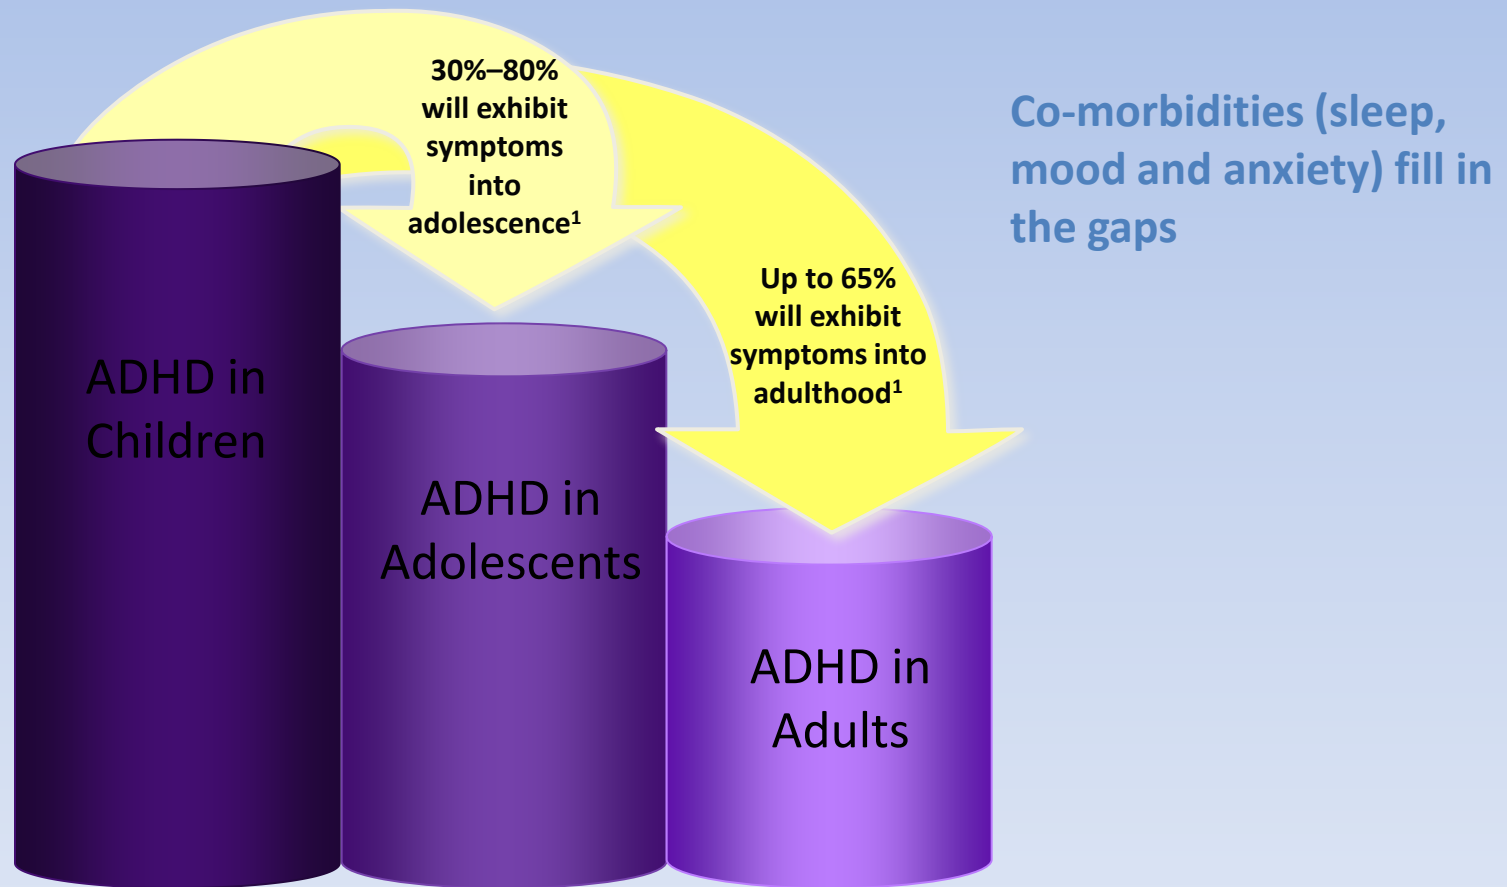 30%–80%
will exhibit
symptoms
into
adolescence¹
Co-morbidities (sleep,
mood and anxiety) fill in
the gaps
Up to 65%
will exhibit
symptoms into
adulthood¹
ADHD in
Children
ADHD in
Adolescents
ADHD in
Adults